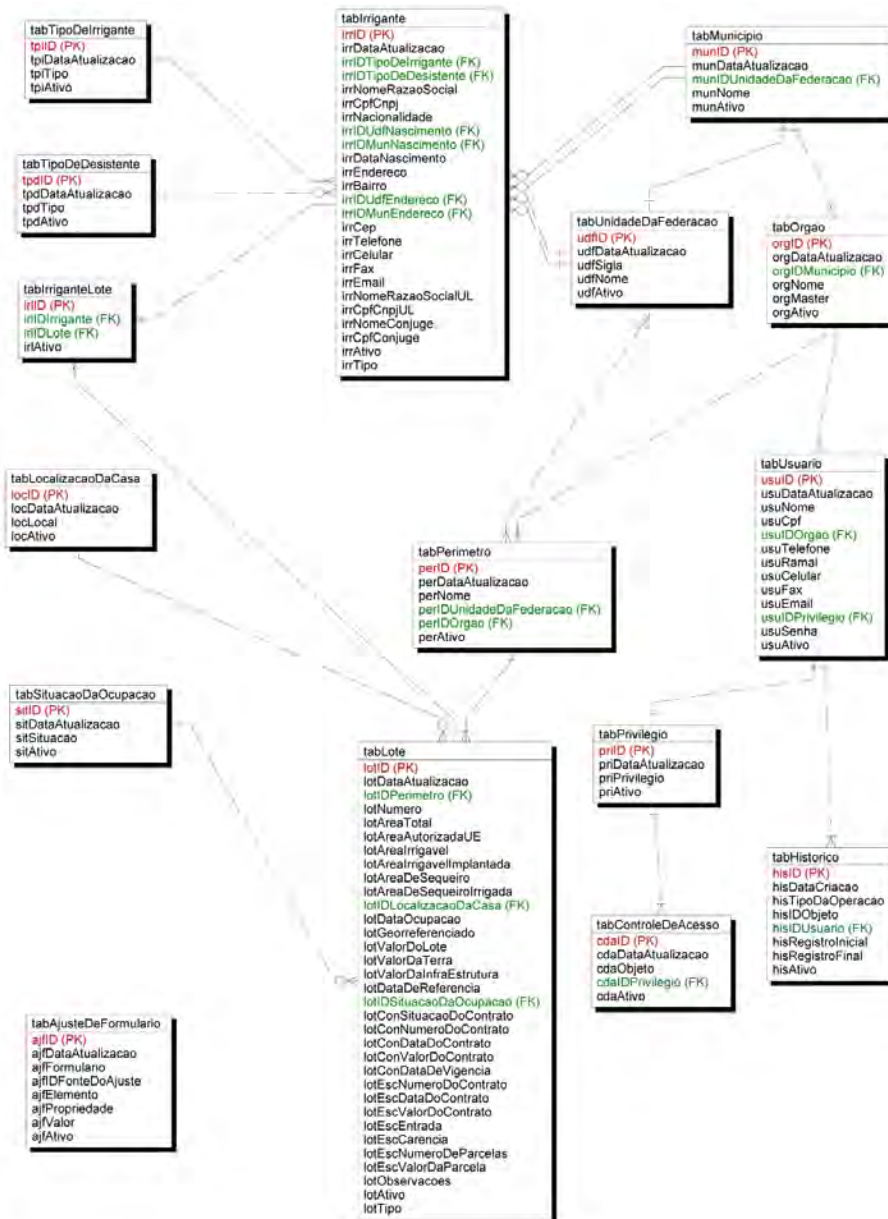 tabTipoDeIrrigante
tpiID (PK)
tpiDataAtualizacao
tpiTipo
tpiAtivo
tabTipoDeDesistente
tpdID (PK)
tpdDataAtualizacao
tpdTipo
tpdAtivo
tabIrriganteLote
irlID (PK)
irlIDIrrigante (FK)
irlIDLote (FK)
irlAtivo
tabIrrigante
irrID (PK)
irrDataAtualizacao
irrIDTipoDeIrrigante (FK)
irrIDTipoDeDesistente (FK)
irrNomeRazaoSocial
irrCpfCnpj
irrNacionalidade
irrIDUdfNascimento (FK)
irrIDMunNascimento (FK)
irrDataNascimento
irrEndereco
irrBairro
irrIDUdfEndereco (FK)
irrIDMunEndereco (FK)
irrCep
irrTelefone
irrCelular
irrFax
irrEmail
irrNomeRazaoSocialUL
irrCpfCnpjUL
irrNomeConjuge
irrCpfConjuge
irrAtivo
irrTipo
tabMunicipio
munID (PK)
munDataAtualizacao
munIDUnidadeDaFederacao (FK)
munNome
munAtivo
tabUnidadeDaFederacao
udfID (PK)
udfDataAtualizacao
udfSigla
udfNome
udfAtivo
tabOrgao
orgID (PK)
orgDataAtualizacao
orgIDMunicipio (FK)
orgNome
orgMaster
orgAtivo
tabLocalizacaoDaCasa
locID (PK)
locDataAtualizacao
locLocal
locAtivo
tabPerimetro
perID (PK)
perDataAtualizacao
perNome
perIDUnidadeDaFederacao (FK)
perIDOrgao (FK)
perAtivo
tabUsuario
usuID (PK)
usuDataAtualizacao
usuNome
usuCpf
usuIDOrgao (FK)
usuTelefone
usuRamal
usuCelular
usuFax
usuEmail
usuIDPrivilegio (FK)
usuSenha
usuAtivo
tabSituacaoDaOcupacao
sitID (PK)
sitDataAtualizacao
sitSituacao
sitAtivo
tabLote
lotID (PK)
lotDataAtualizacao
lotIDPerimetro (FK)
lotNumero
lotAreaTotal
lotAreaAutorizadaUE
lotAreaIrrigavel
lotAreaIrrigavelImplantada
lotAreaDeSequeiro
lotAreaDeSequeiroIrrigada
lotIDLocalizacaoDaCasa (FK)
lotDataOcupacao
lotGeorreferenciado
lotValorDoLote
lotValorDaTerra
lotValorDaInfraEstrutura
lotDataDeReferencia
lotIDSituacaoDaOcupacao (FK)
lotConSituacaoDoContrato
lotConNumeroDoContrato
lotConDataDoContrato
lotConValorDoContrato
lotConDataDeVigencia
lotEscNumeroDoContrato
lotEscDataDoContrato
lotEscValorDoContrato
lotEscEntrada
lotEscCarencia
lotEscNumeroDeParcelas
lotEscValorDaParcela
lotObservacoes
lotAtivo
lotTipo
tabPrivilegio
priID (PK)
priDataAtualizacao
priPrivilegio
priAtivo
tabControleDeAcesso
cdaID (PK)
cdaDataAtualizacao
cdaObjeto
cdaIDPrivilegio (FK)
cdaAtivo
tabHistorico
hisID (PK)
hisDataCriacao
hisTipoDaOperacao
hisIDObjeto
hisIDUsuario (FK)
hisRegistroInicial
hisRegistroFinal
hisAtivo
tabAjusteDeFormulario
ajfID (PK)
ajfDataAtualizacao
ajfFormulario
ajfIDFonteDoAjuste
ajfElemento
ajfPropriedade
ajfValor
ajfAtivo